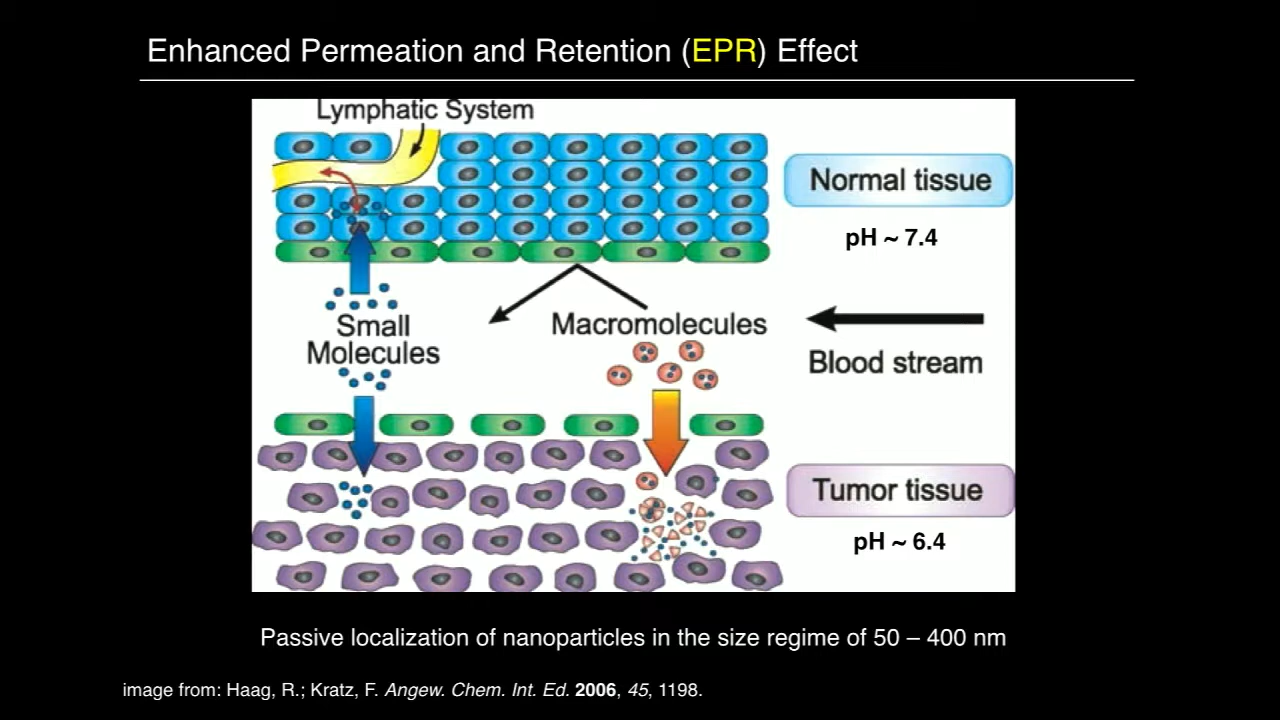 Enhanced Permeation and Retention (EPR) Effect
Lymphatic System
Normal tissue
pH ~ 7.4
Small
Molecules
Macromolecules
Blood stream
Tumor tissue
pH ~ 6.4
Passive localization of nanoparticles in the size regime of 50 – 400 nm
image from: Haag, R.; Kratz, F. Angew. Chem. Int. Ed. 2006, 45, 1198.